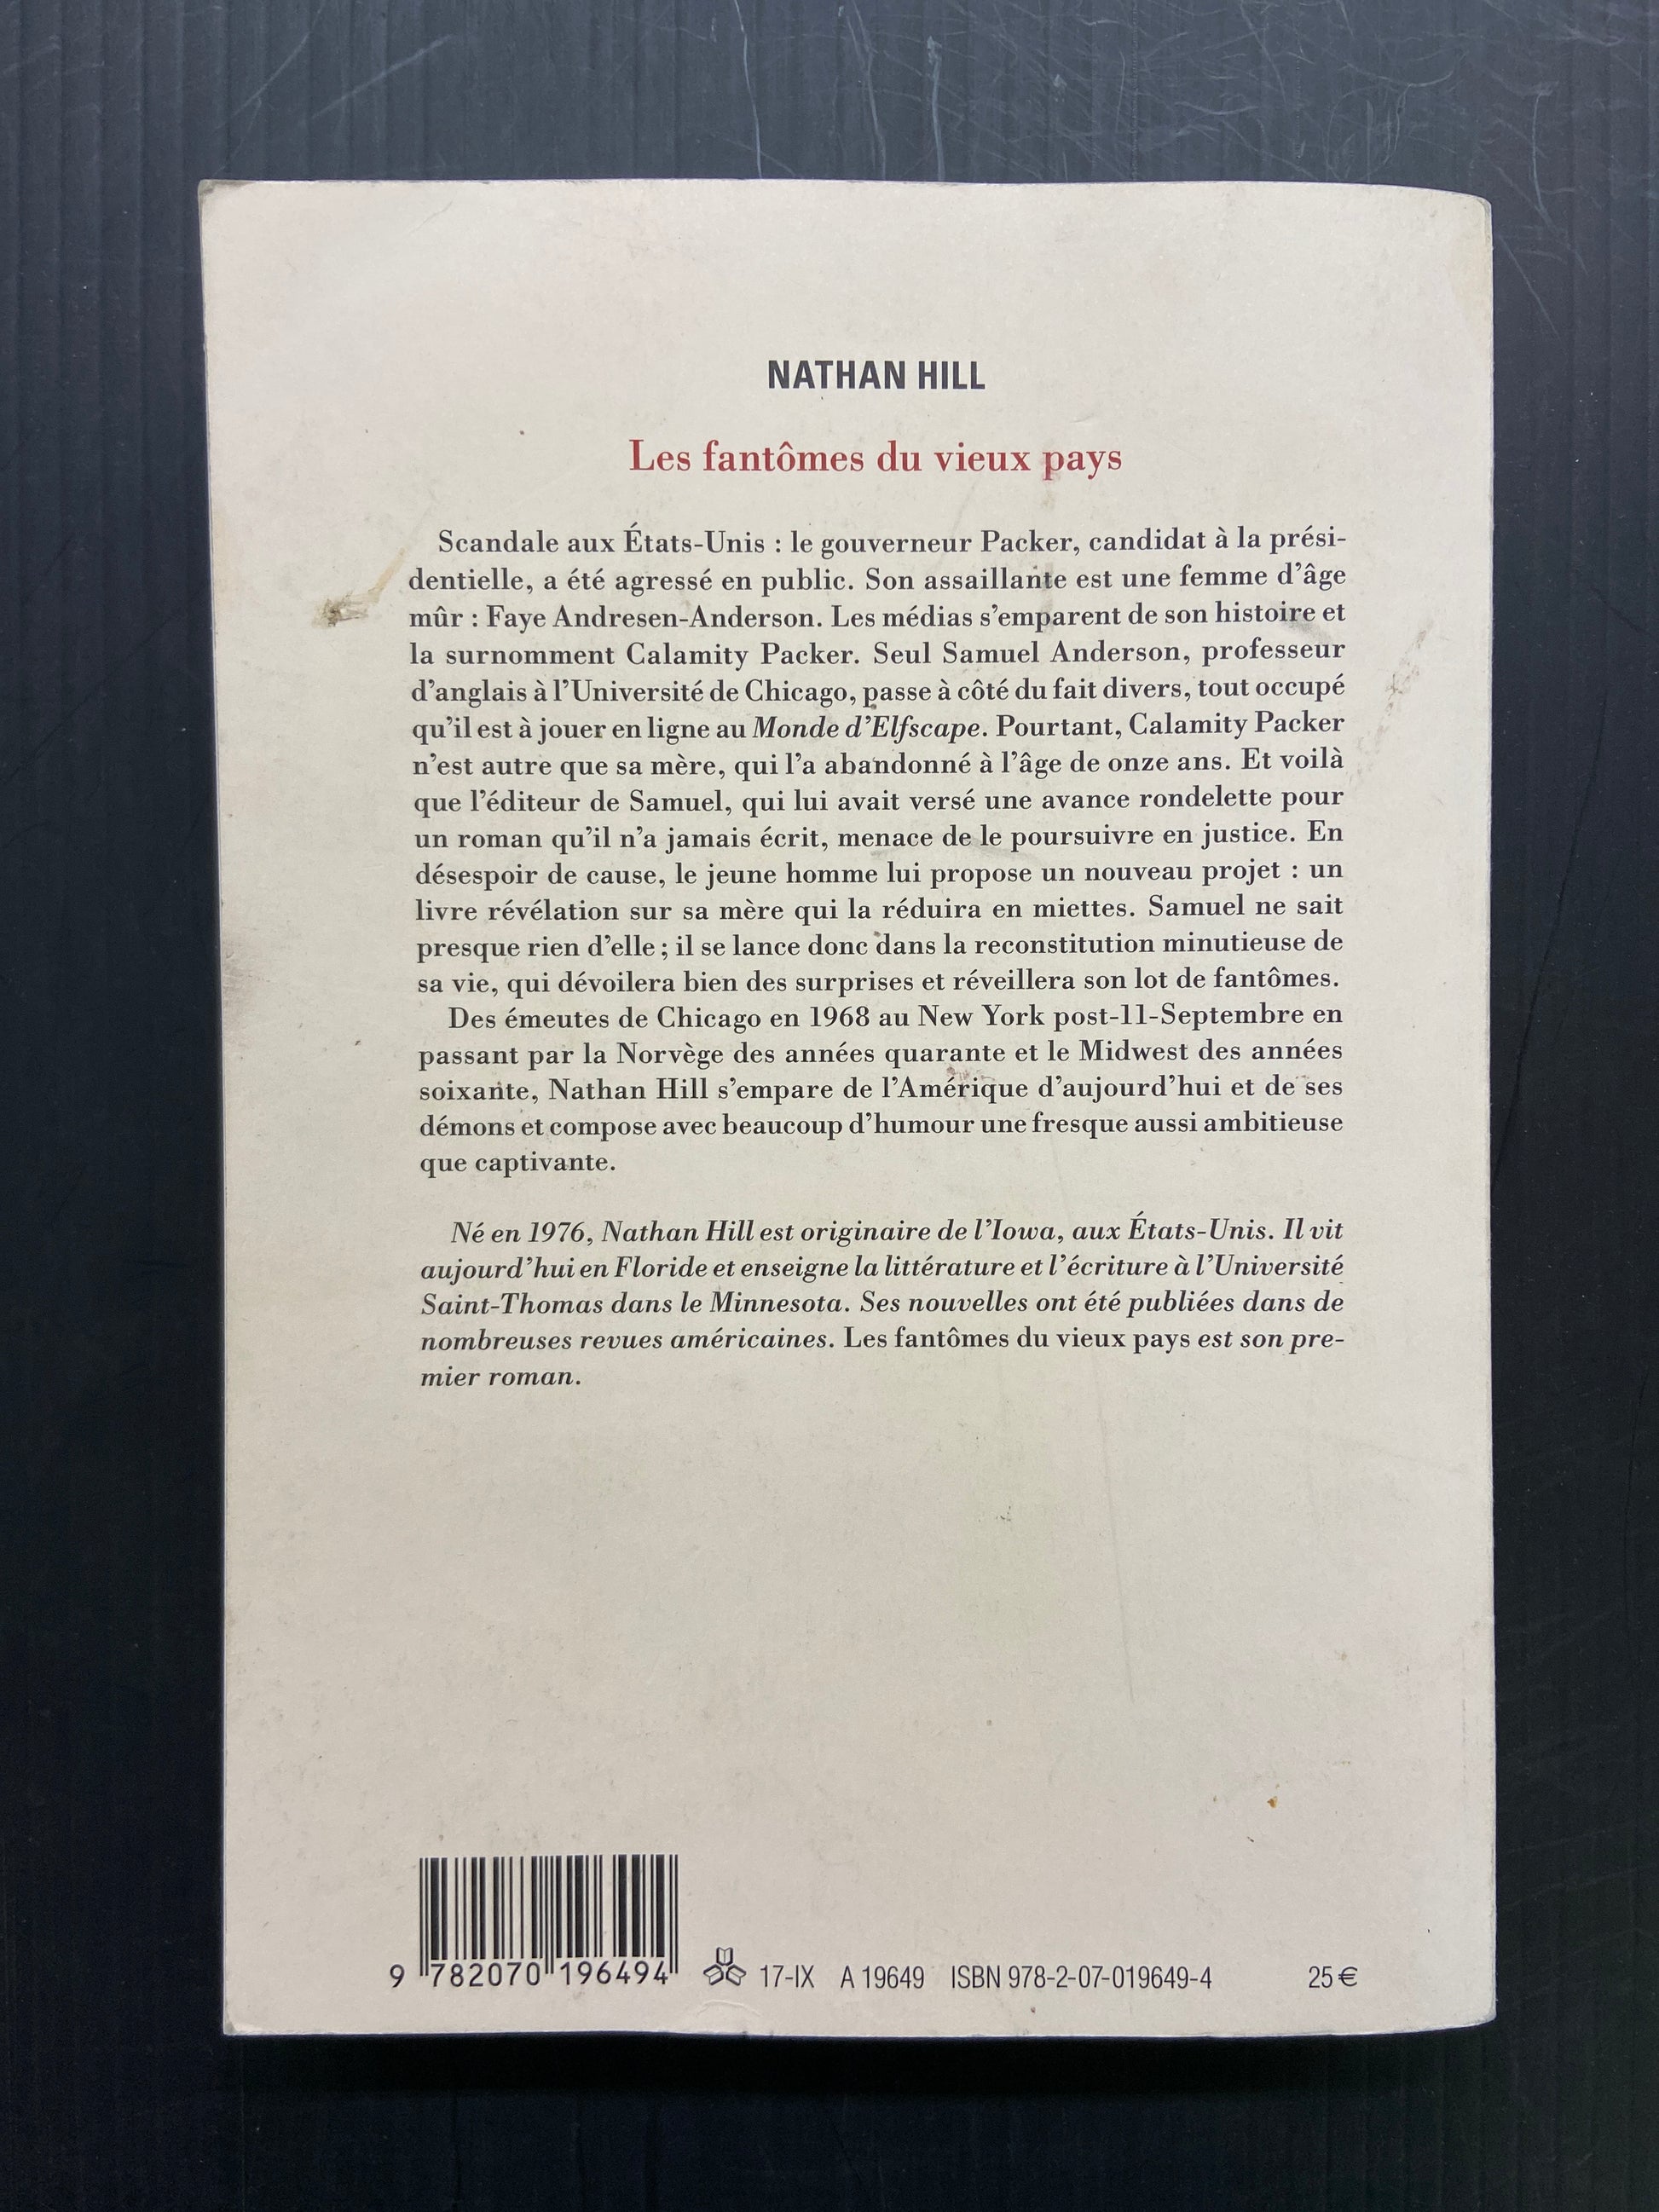 NATHAN HILL
Les fantômes du vieux pays
Scandale aux États-Unis : le gouverneur Packer, candidat à la prési-
dentielle, a été agressé en public. Son assaillante est une femme d'âge
mûr : Faye Andresen-Anderson. Les médias s'emparent de son histoire et
la surnomment Calamity Packer. Seul Samuel Anderson, professeur
d'anglais à l'Université de Chicago, passe à côté du fait divers, tout occupé
qu'il est à jouer en ligne au Monde d'Elfscape. Pourtant, Calamity Packer
n'est autre que sa mère, qui l'a abandonné à l'âge de onze ans. Et voilà
que l'éditeur de Samuel, qui lui avait versé une avance rondelette pour
un roman qu'il n'a jamais écrit, menace de le poursuivre en justice. En
désespoir de cause, le jeune homme lui propose un nouveau projet : un
livre révélation sur sa mère qui la réduira en miettes. Samuel ne sait
presque rien d'elle ; il se lance donc dans la reconstitution minutieuse de
sa vie, qui dévoilera bien des surprises et réveillera son lot de fantômes.
Des émeutes de Chicago en 1968 au New York post-11-Septembre en
passant par la Norvège des années quarante et le Midwest des années
soixante, Nathan Hill s'empare de l'Amérique d'aujourd'hui et de ses
démons et compose avec beaucoup d'humour une fresque aussi ambitieuse
que captivante.
Né en 1976, Nathan Hill est originaire de l'Iowa, aux États-Unis. Il vit
aujourd'hui en Floride et enseigne la littérature et l'écriture à l'Université
Saint-Thomas dans le Minnesota. Ses nouvelles ont été publiées dans de
nombreuses revues américaines. Les fantômes du vieux pays est son pre-
mier roman.
9 782070 196494 17-IX A 19649 ISBN 978-2-07-019649-4 25 €